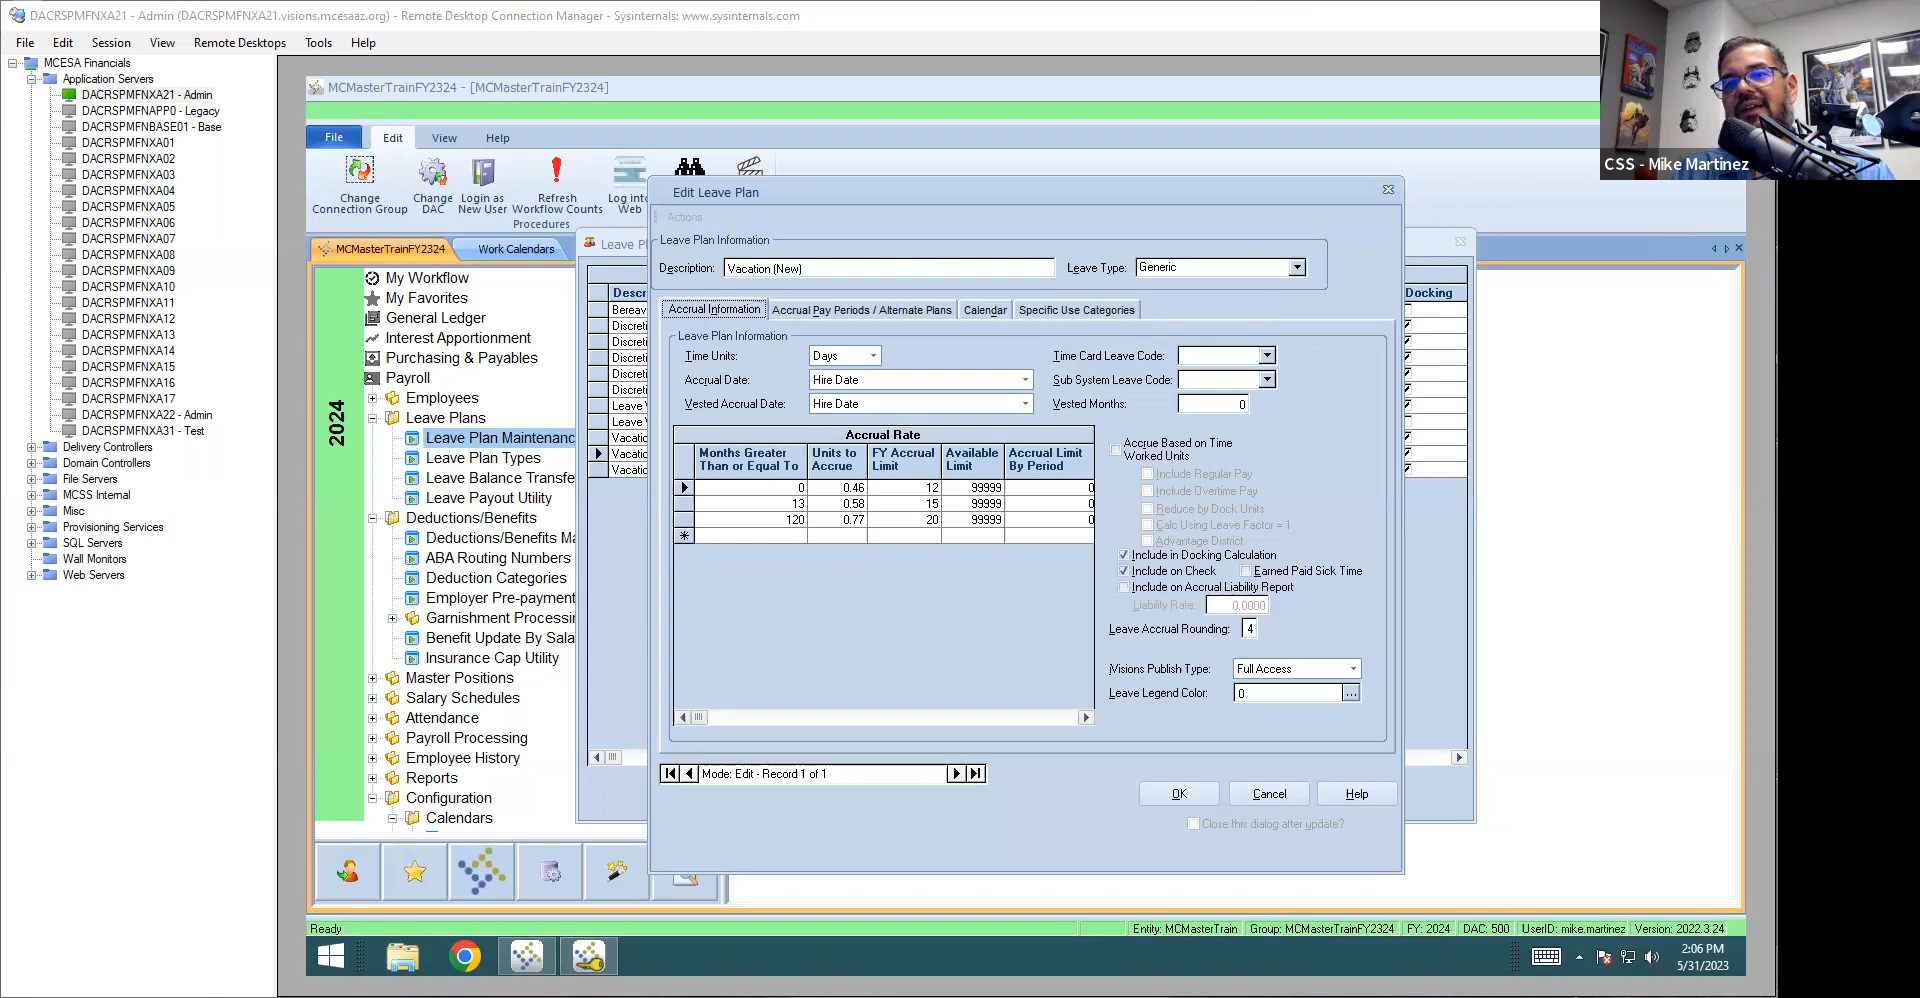 DACRSPMFNXA21 - Admin (DACRSPMFNXA21.visions.mcesaaz.org) - Remote Desktop Connection Manager - Sysinternals: www.sysinternals.com
File Edit Session View Remote Desktops Tools Help
MCESA Financials
Application Servers
DACRSPMFNXA21 - Admin
DACRSPMFNAPP0 - Legacy
DACRSPMFNBASE01 - Base
DACRSPMFNXA01
DACRSPMFNXA02
DACRSPMFNXA03
DACRSPMFNXA04
DACRSPMFNXA05
DACRSPMFNXA06
DACRSPMFNXA07
DACRSPMFNXA08
DACRSPMFNXA09
DACRSPMFNXA10
DACRSPMFNXA11
DACRSPMFNXA12
DACRSPMFNXA13
DACRSPMFNXA14
DACRSPMFNXA15
DACRSPMFNXA16
DACRSPMFNXA17
DACRSPMFNXA22 - Admin
DACRSPMFNXA31 - Test
Delivery Controllers
Domain Controllers
File Servers
MCSS Internal
Misc
Provisioning Services
SQL Servers
Wall Monitors
Web Servers
MCMasterTrainFY2324 - [MCMasterTrainFY2324]
File Edit View Help
Change Connection Group
Change DAC
Login as New User
Refresh Workflow Counts
Log into Web
Procedures
MCMasterTrainFY2324 Work Calendars
2024
My Workflow
My Favorites
General Ledger
Interest Apportionment
Purchasing & Payables
Payroll
Employees
Leave Plans
Leave Plan Maintenanc
Leave Plan Types
Leave Balance Transfe
Leave Payout Utility
Deductions/Benefits
Deductions/Benefits Ma
ABA Routing Numbers
Deduction Categories
Employer Pre-payment
Garnishment Processin
Benefit Update By Sala
Insurance Cap Utility
Master Positions
Salary Schedules
Attendance
Payroll Processing
Employee History
Reports
Configuration
Calendars
Leave Pl
Descr
Bereav
Discreti
Discreti
Discreti
Discreti
Discreti
Leave V
Leave V
Vacatio
Vacatio
Vacatio
Docking
Edit Leave Plan
Actions
Leave Plan Information
Description: Vacation (New) Leave Type: Generic
Accrual Information Accrual Pay Periods / Alternate Plans Calendar Specific Use Categories
Leave Plan Information
Time Units: Days Time Card Leave Code:
Accrual Date: Hire Date Sub System Leave Code:
Vested Accrual Date: Hire Date Vested Months: 0
Accrual Rate
Months Greater Than or Equal To Units to Accrue FY Accrual Limit Available Limit Accrual Limit By Period
0 0.46 12 99999 0
13 0.58 15 99999 0
120 0.77 20 99999 0
Accrue Based on Time
Worked Units
Include Regular Pay
Include Overtime Pay
Reduce by Dock Units
Calc Using Leave Factor = 1
Advantage District
Include in Docking Calculation
Include on Check Earned Paid Sick Time
Include on Accrual Liability Report
Liability Rate: 0.0000
Leave Accrual Rounding: 4
iVisions Publish Type: Full Access
Leave Legend Color: 0 ...
Mode: Edit - Record 1 of 1
OK Cancel Help
Close this dialog after update?
Ready Entity: MCMasterTrain Group: MCMasterTrainFY2324 FY: 2024 DAC: 500 UserID: mike.martinez Version: 2022.3.24
2:06 PM
5/31/2023
CSS - Mike Martinez